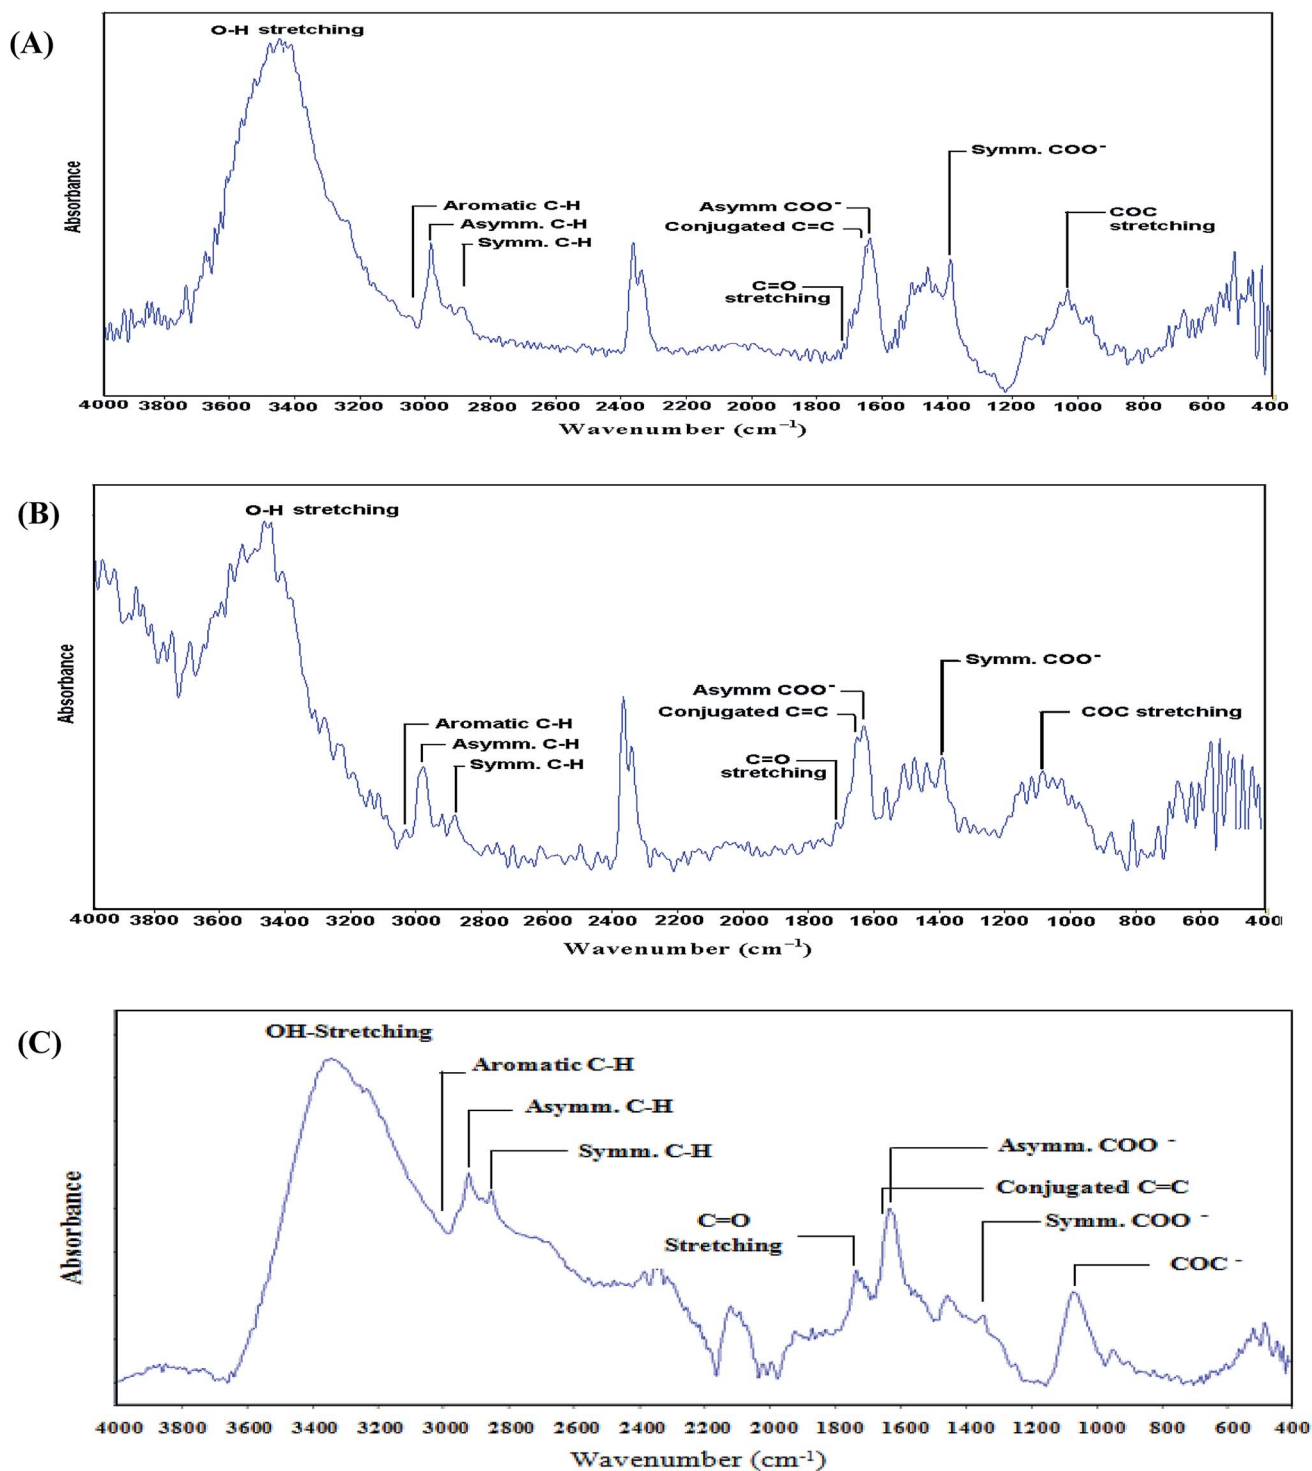 (A)
O-H stretching
Symm. COO⁻
Aromatic C-H
Asymm. C-H
Symm. C-H
Asymm COO⁻
Conjugated C=C
C=O
stretching
COC
stretching
Absorbance
4000 3800 3600 3400 3200 3000 2800 2600 2400 2200 2000 1800 1600 1400 1200 1000 800 600 400
Wavenumber (cm⁻¹)
(B)
O-H stretching
Symm. COO⁻
Aromatic C-H
Asymm. C-H
Symm. C-H
Asymm COO⁻
Conjugated C=C
C=O
stretching
COC stretching
Absorbance
4000 3800 3600 3400 3200 3000 2800 2600 2400 2200 2000 1800 1600 1400 1200 1000 800 600 400
Wavenumber (cm⁻¹)
(C)
OH-Stretching
Aromatic C-H
Asymm. C-H
Symm. C-H
C=O
Stretching
Asymm. COO ⁻
Conjugated C=C
Symm. COO ⁻
COC ⁻
Absorbance
4000 3800 3600 3400 3200 3000 2800 2600 2400 2200 2000 1800 1600 1400 1200 1000 800 600 400
Wavenumber (cm⁻¹)